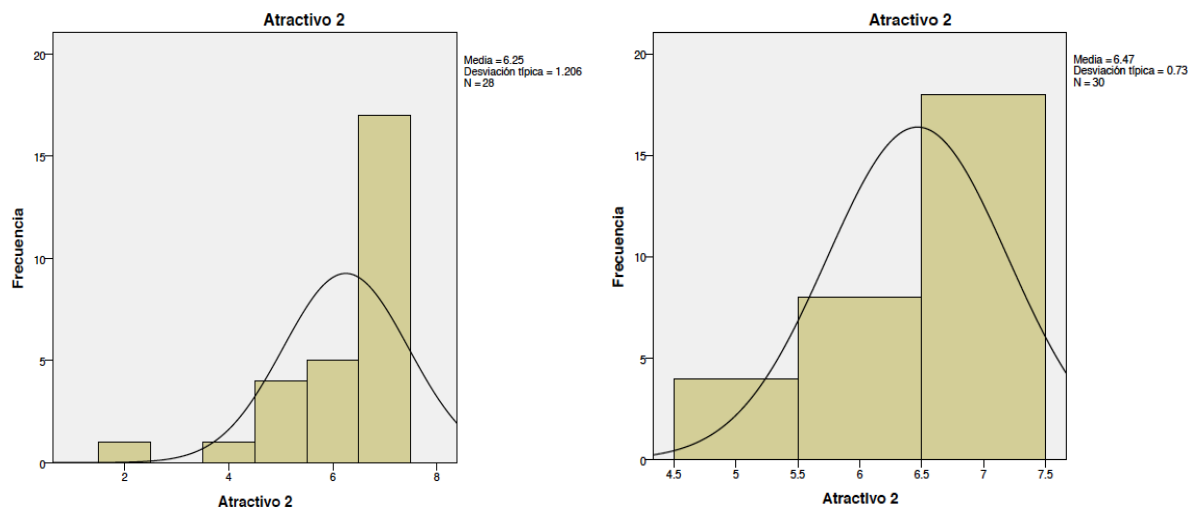 Atractivo 2
Media = 6.25
Desviación típica = 1.206
N = 28
20
15
10
5
0
Frecuencia
2 4 6 8
Atractivo 2
Atractivo 2
Media = 6.47
Desviación típica = 0.73
N = 30
20
15
10
5
0
Frecuencia
4.5 5 5.5 6 6.5 7 7.5
Atractivo 2